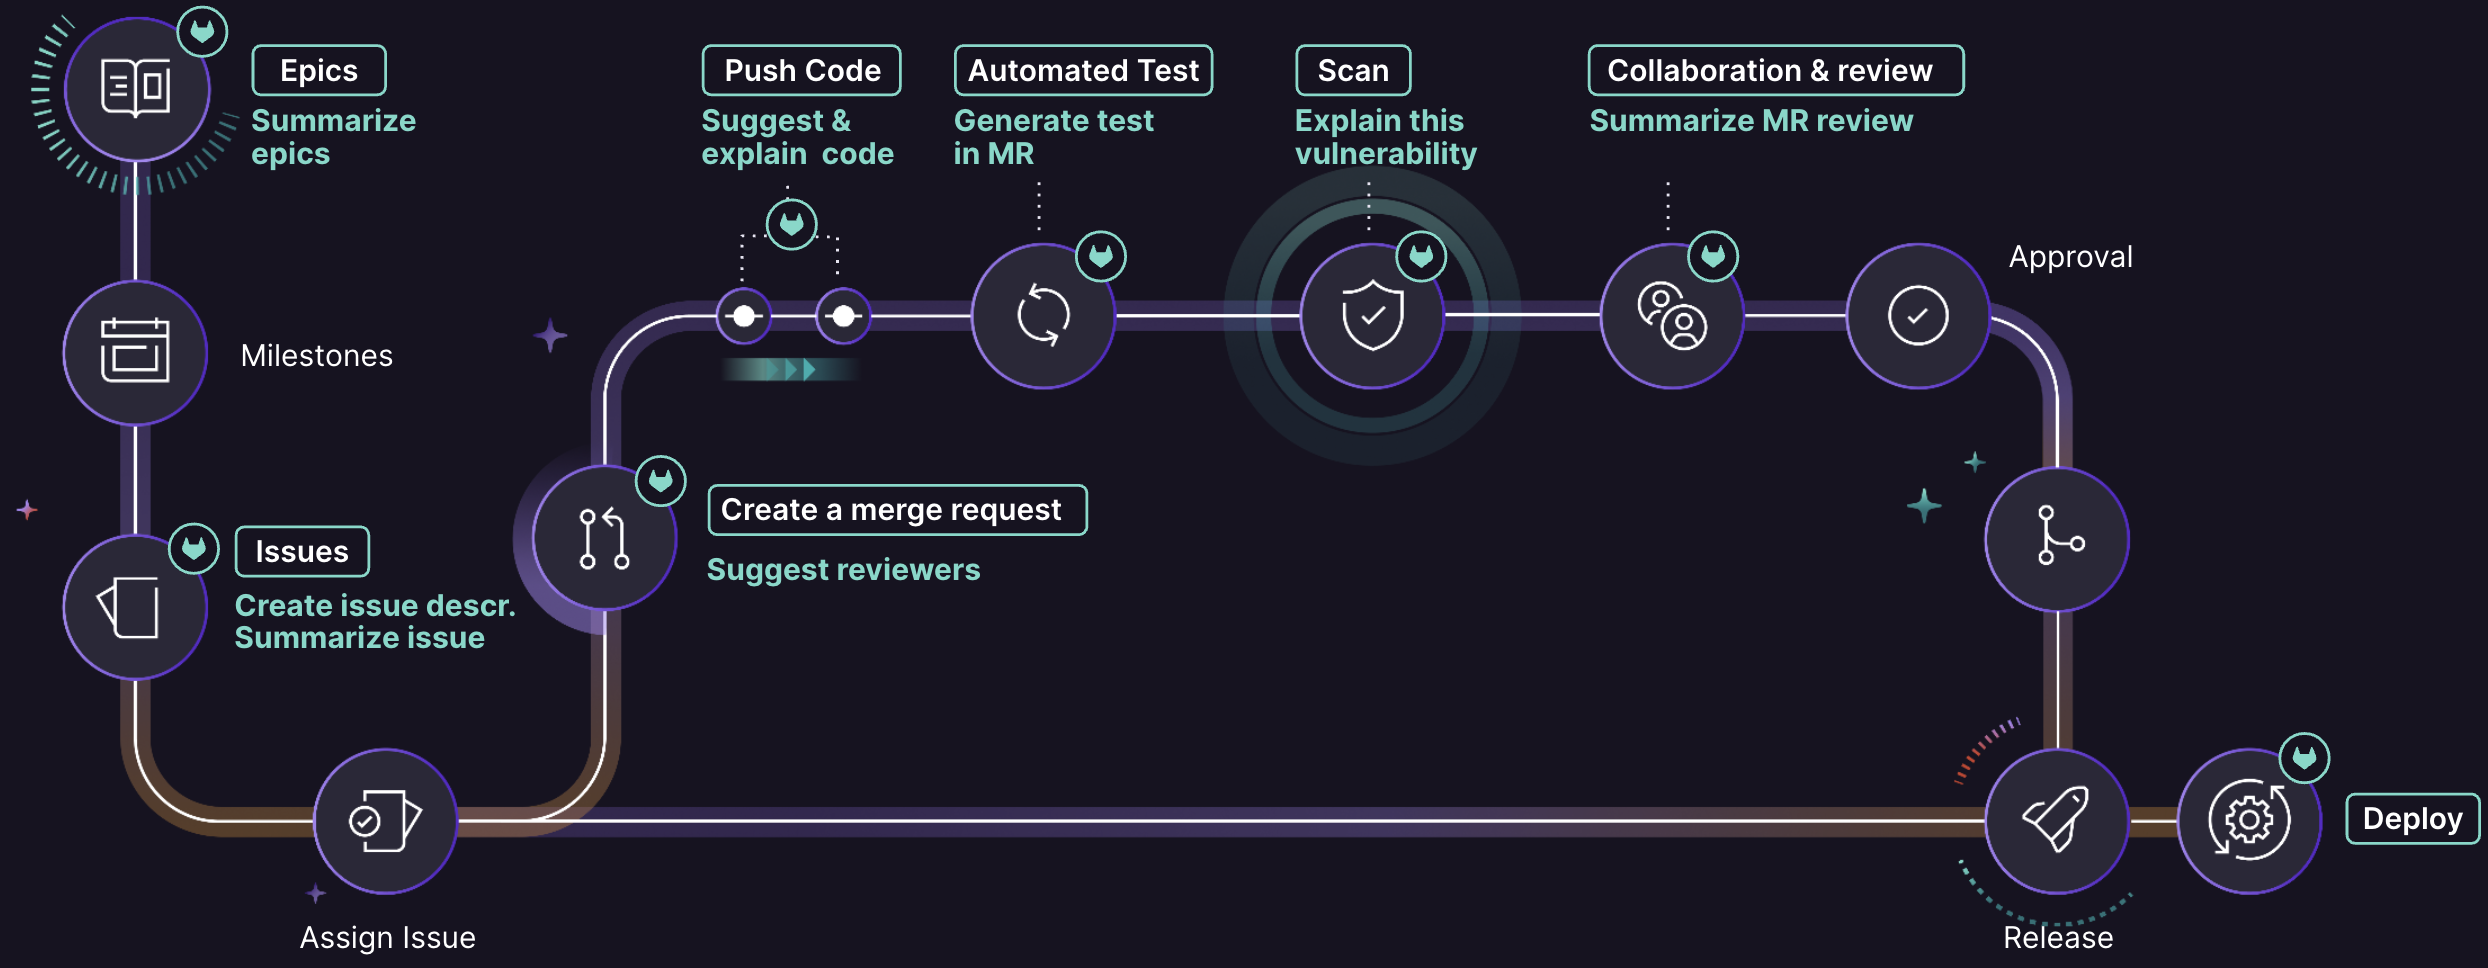 Epics
Summarize
epics
Milestones
Issues
Create issue descr.
Summarize issue
Assign Issue
Create a merge request
Suggest reviewers
Push Code
Suggest &
explain code
Automated Test
Generate test
in MR
Scan
Explain this
vulnerability
Collaboration & review
Summarize MR review
Approval
Release
Deploy